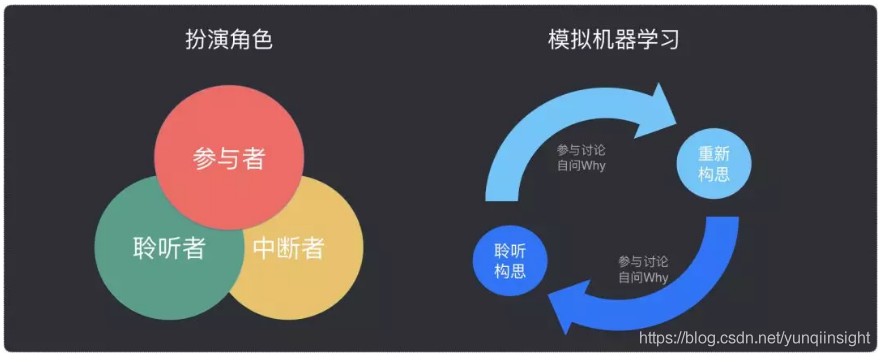 扮演角色
模拟机器学习
参与者
聆听者
中断者
参与讨论
自问Why
重新
构思
聆听
构思
参与讨论
自问Why
https://blog.csdn.net/yunqiinsight